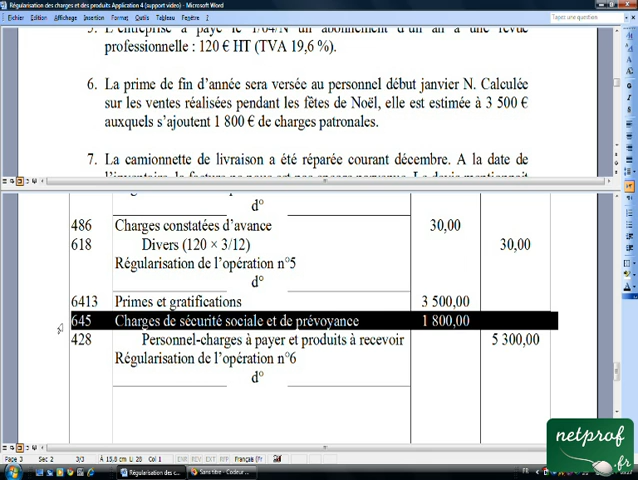 Régularisation des charges et des produits Application 4 (support video) - Microsoft Word
Fichier Edition Affichage Insertion Format Outils Tableau Fenêtre ?
Tapez une question
5. L'entreprise a payé le 1/04/N un abonnement d'un an à une revue
professionnelle : 120 € HT (TVA 19,6 %).
6. La prime de fin d'année sera versée au personnel début janvier N. Calculée
sur les ventes réalisées pendant les fêtes de Noël, elle est estimée à 3 500 €
auxquels s'ajoutent 1 800 € de charges patronales.
7. La camionnette de livraison a été réparée courant décembre. A la date de
d°
486 Charges constatées d'avance 30,00
618 Divers (120 × 3/12) 30,00
Régularisation de l'opération n°5
d°
6413 Primes et gratifications 3 500,00
645 Charges de sécurité sociale et de prévoyance 1 800,00
428 Personnel-charges à payer et produits à recevoir 5 300,00
Régularisation de l'opération n°6
d°
netprof
.fr
Page 3 3/3 À 15,8 cm Li 28 Col 1 ENR REV EXT RFP Français (Fr
Régularisation des c... Sans titre - Codeur ... FR